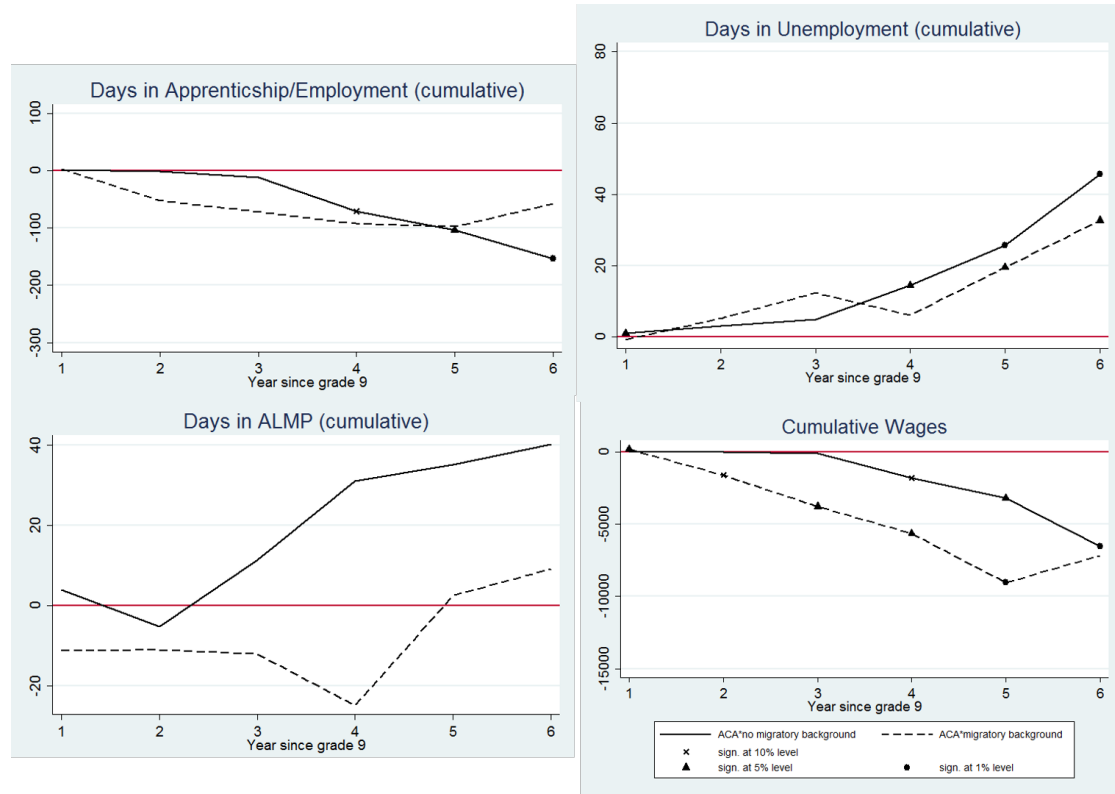 Days in Apprenticship/Employment (cumulative)
100
0
-100
-200
-300
1 2 3 4 5 6
Year since grade 9
Days in Unemployment (cumulative)
80
60
40
20
0
1 2 3 4 5 6
Year since grade 9
Days in ALMP (cumulative)
40
20
0
-20
1 2 3 4 5 6
Year since grade 9
Cumulative Wages
0
-5000
-10000
-15000
1 2 3 4 5 6
Year since grade 9
ACA*no migratory background ACA*migratory background
sign. at 10% level
sign. at 5% level sign. at 1% level